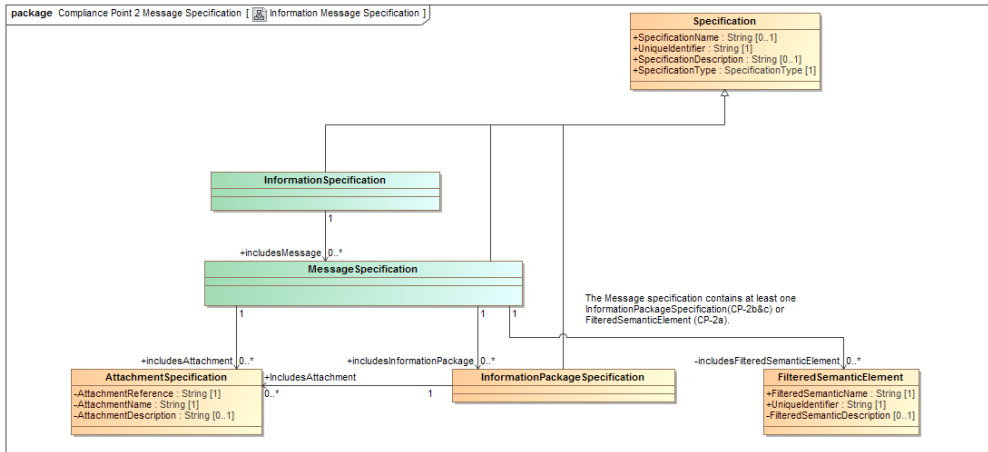 package Compliance Point 2 Message Specification [ Information Message Specification ]
Specification
+SpecificationName : String [0..1]
+UniqueIdentifier : String [1]
+SpecificationDescription : String [0..1]
+SpecificationType : SpecificationType [1]
InformationSpecification
1
+includesMessage 0..*
MessageSpecification
1 1 1
The Message specification contains at least one
InformationPackageSpecification(CP-2b&c) or
FilteredSemanticElement (CP-2a).
+includesAttachment 0..* +includesInformationPackage 0..* -includesFilteredSemanticElement 0..*
AttachmentSpecification
-AttachmentReference : String [1]
-AttachmentName : String [1]
-AttachmentDescription : String [0..1]
+IncludesAttachment
0..* 1
InformationPackageSpecification
FilteredSemanticElement
+FilteredSemanticName : String [1]
+UniqueIdentifier : String [1]
-FilteredSemanticDescription [0..1]